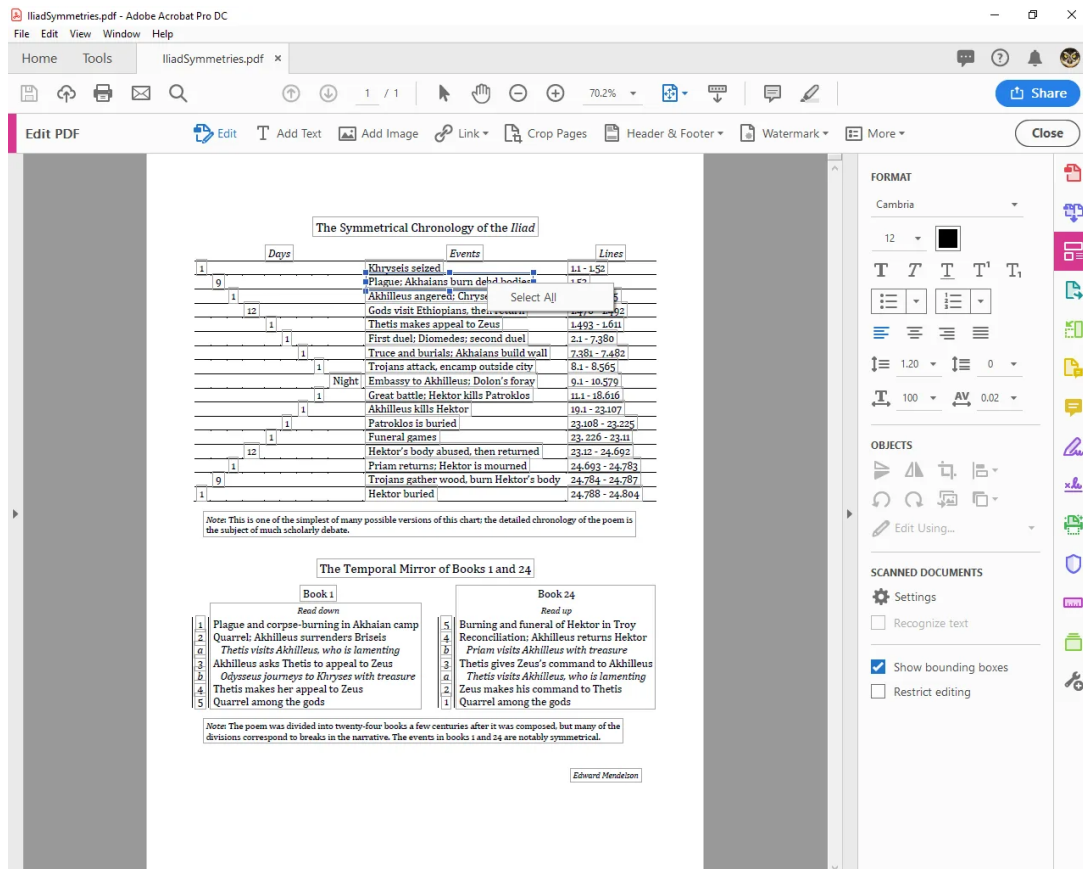 IliadSymmetries.pdf - Adobe Acrobat Pro DC
File Edit View Window Help
Home Tools IliadSymmetries.pdf ×
1 / 1 70.2% Share
Edit PDF Edit Add Text Add Image Link Crop Pages Header & Footer Watermark More Close
The Symmetrical Chronology of the Iliad
Days Events Lines
1 Khryseis seized 1.1 - 1.52
9 Plague; Akhaians burn dead bodies 1.52
1 Akhilleus angered; Chryse
Select All
12 Gods visit Ethiopians, then return
1 Thetis makes appeal to Zeus 1.493 - 1.611
1 First duel; Diomedes; second duel 2.1 - 7.380
1 Truce and burials; Akhaians build wall 7.381 - 7.482
1 Trojans attack, encamp outside city 8.1 - 8.565
Night Embassy to Akhilleus; Dolon's foray 9.1 - 10.579
1 Great battle; Hektor kills Patroklos 11.1 - 18.616
1 Akhilleus kills Hektor 19.1 - 23.107
1 Patroklos is buried 23.108 - 23.225
1 Funeral games 23. 226 - 23.11
12 Hektor's body abused, then returned 23.12 - 24.692
1 Priam returns; Hektor is mourned 24.693 - 24.783
9 Trojans gather wood, burn Hektor's body 24.784 - 24.787
1 Hektor buried 24.788 - 24.804
Note: This is one of the simplest of many possible versions of this chart; the detailed chronology of the poem is
the subject of much scholarly debate.
The Temporal Mirror of Books 1 and 24
Book 1
Read down
1 Plague and corpse-burning in Akhaian camp
2 Quarrel; Akhilleus surrenders Briseis
a Thetis visits Akhilleus, who is lamenting
3 Akhilleus asks Thetis to appeal to Zeus
b Odysseus journeys to Khryses with treasure
4 Thetis makes her appeal to Zeus
5 Quarrel among the gods
Book 24
Read up
5 Burning and funeral of Hektor in Troy
4 Reconciliation; Akhilleus returns Hektor
b Priam visits Akhilleus with treasure
3 Thetis gives Zeus's command to Akhilleus
a Thetis visits Akhilleus, who is lamenting
2 Zeus makes his command to Thetis
1 Quarrel among the gods
Note: The poem was divided into twenty-four books a few centuries after it was composed, but many of the
divisions correspond to breaks in the narrative. The events in books 1 and 24 are notably symmetrical.
Edward Mendelson
FORMAT
Cambria
12
T T T T¹ T₁
1.20 0
100 AV 0.02
OBJECTS
Edit Using...
SCANNED DOCUMENTS
Settings
Recognize text
Show bounding boxes
Restrict editing